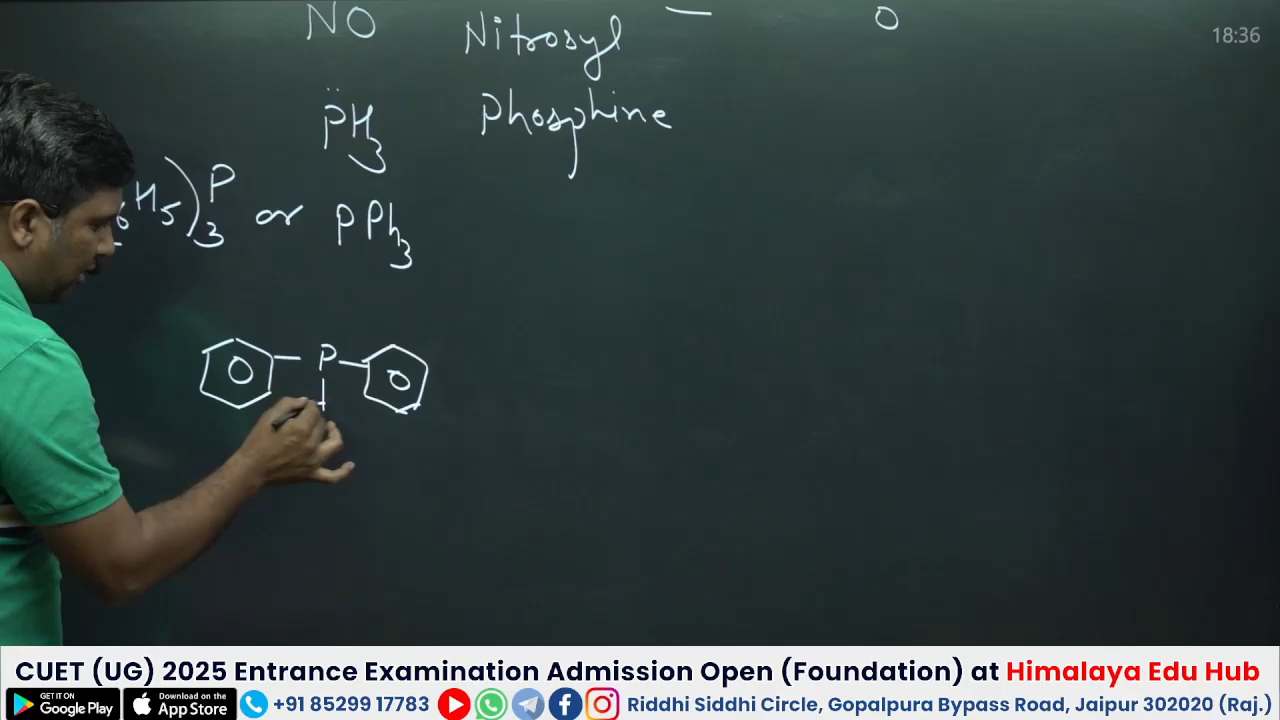 NO Nitrosyl — 0
18:36
P̈H3 Phosphine
6H5)3P or PPh3
P
CUET (UG) 2025 Entrance Examination Admission Open (Foundation) at Himalaya Edu Hub
GET IT ON Google Play Download on the App Store +91 85299 17783 Riddhi Siddhi Circle, Gopalpura Bypass Road, Jaipur 302020 (Raj.)